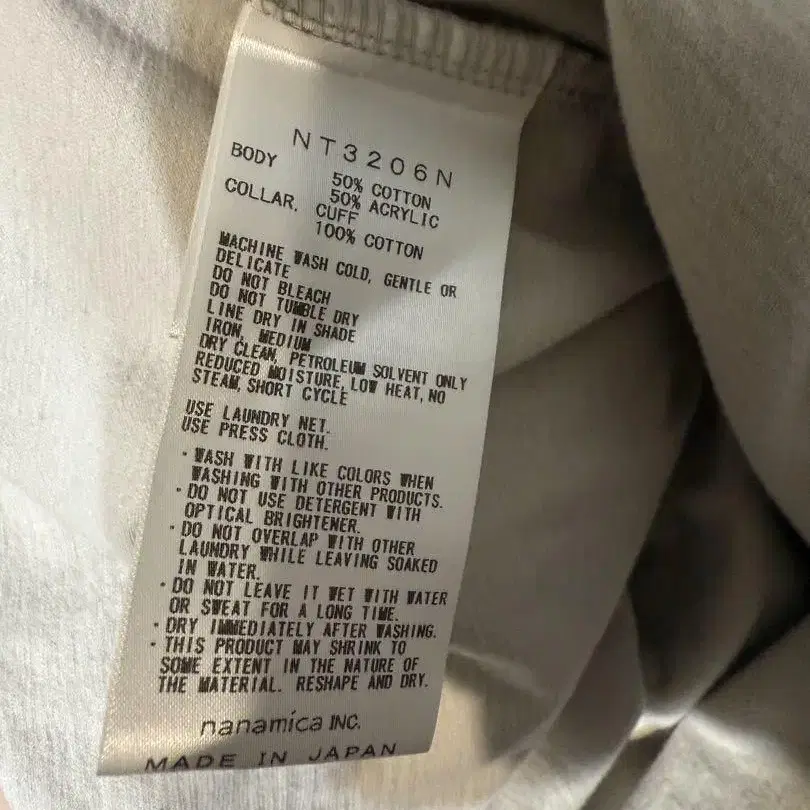 NT3206N
BODY 50% COTTON
50% ACRYLIC
COLLAR, CUFF
100% COTTON
MACHINE WASH COLD, GENTLE OR
DELICATE
DO NOT BLEACH
DO NOT TUMBLE DRY
LINE DRY IN SHADE
IRON, MEDIUM
DRY CLEAN, PETROLEUM SOLVENT ONLY
REDUCED MOISTURE, LOW HEAT, NO
STEAM, SHORT CYCLE
USE LAUNDRY NET.
USE PRESS CLOTH.
・WASH WITH LIKE COLORS WHEN
WASHING WITH OTHER PRODUCTS.
・DO NOT USE DETERGENT WITH
OPTICAL BRIGHTENER.
・DO NOT OVERLAP WITH OTHER
LAUNDRY WHILE LEAVING SOAKED
IN WATER.
・DO NOT LEAVE IT WET WITH WATER
OR SWEAT FOR A LONG TIME.
・DRY IMMEDIATELY AFTER WASHING.
・THIS PRODUCT MAY SHRINK TO
SOME EXTENT IN THE NATURE OF
THE MATERIAL. RESHAPE AND DRY.
nanamica INC.
MADE IN JAPAN